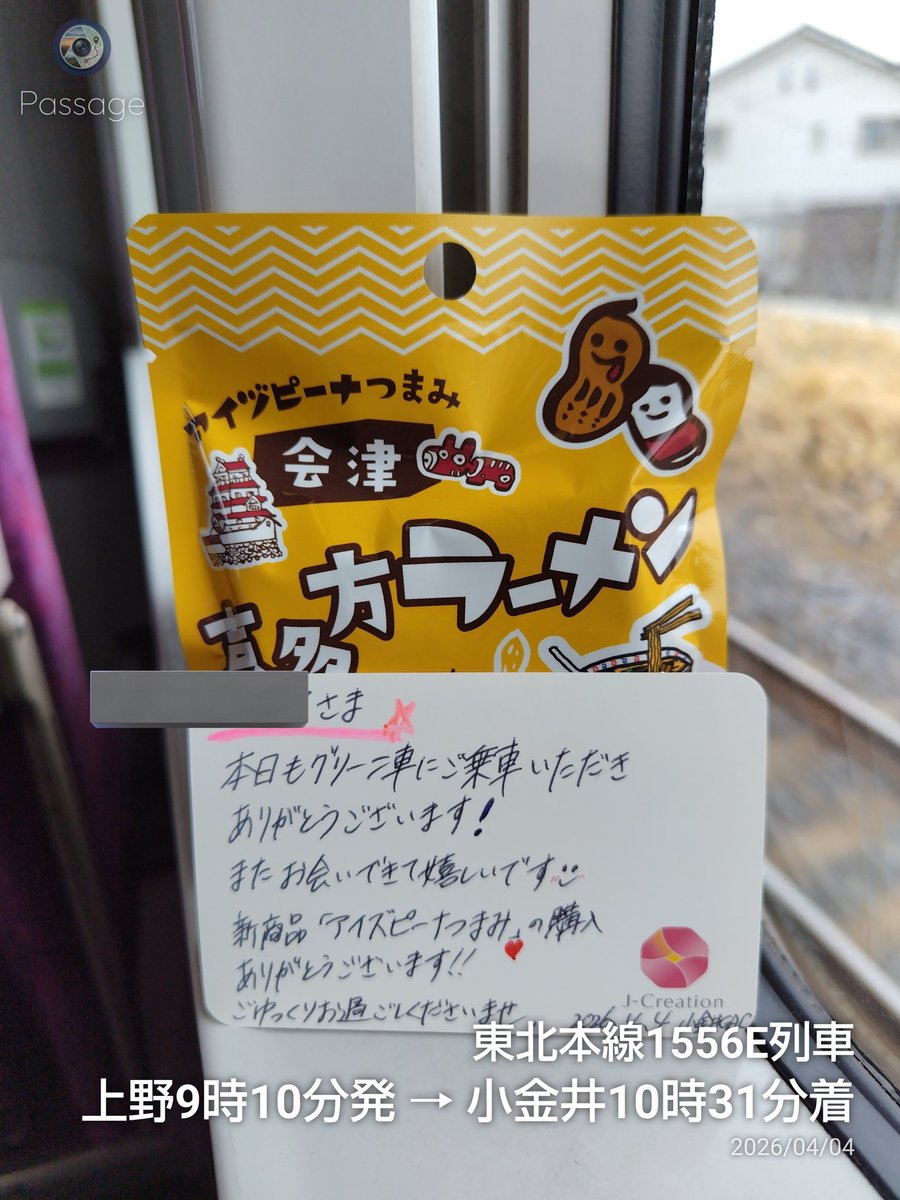 Passage
アイヅピーナつまみ
会津
喜多方ラーメン
さま
本日もグリーン車にご乗車いただき
ありがとうございます!
またお会いできて嬉しいです
新商品「アイズピーナつまみ」の購入
ありがとうございます!!
ごゆっくりお過ごしくださいませ
J-Creation
東北本線1556E列車
上野9時10分発 → 小金井10時31分着
2026/04/04